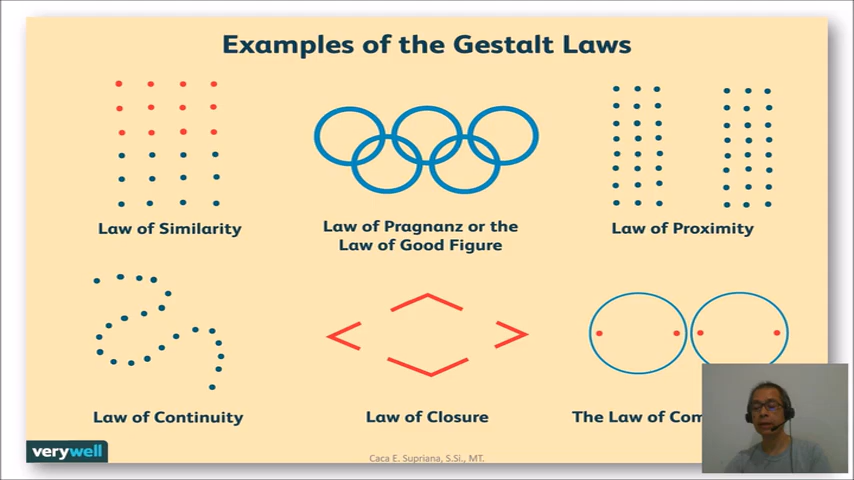 Examples of the Gestalt Laws
Law of Similarity
Law of Pragnanz or the
Law of Good Figure
Law of Proximity
Law of Continuity
Law of Closure
The Law of
verywell
Caca E. Supriana, S.Si., MT.